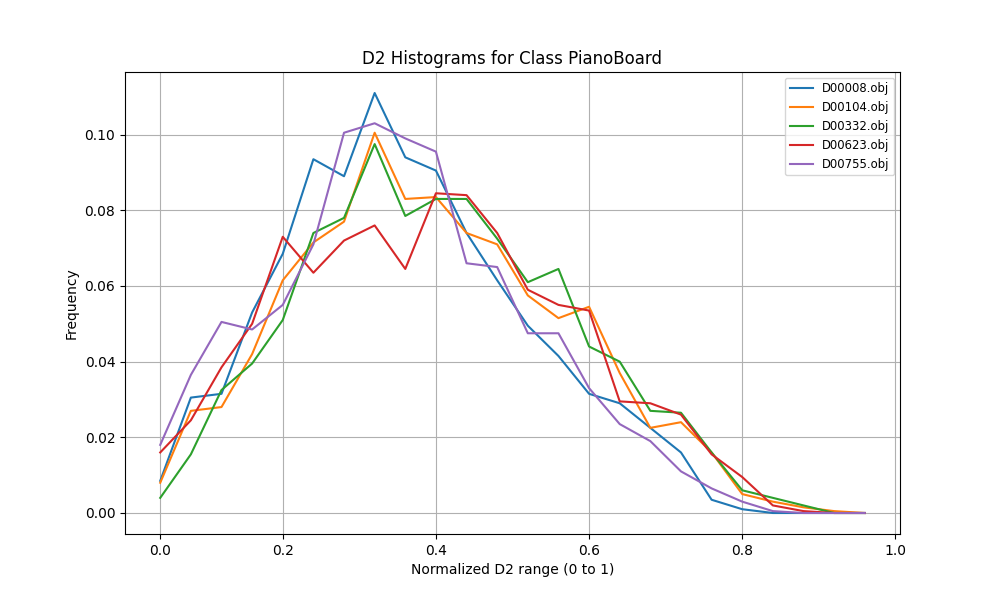 D2 Histograms for Class PianoBoard
D00008.obj
D00104.obj
D00332.obj
D00623.obj
D00755.obj
Frequency
0.10
0.08
0.06
0.04
0.02
0.00
0.0 0.2 0.4 0.6 0.8 1.0
Normalized D2 range (0 to 1)